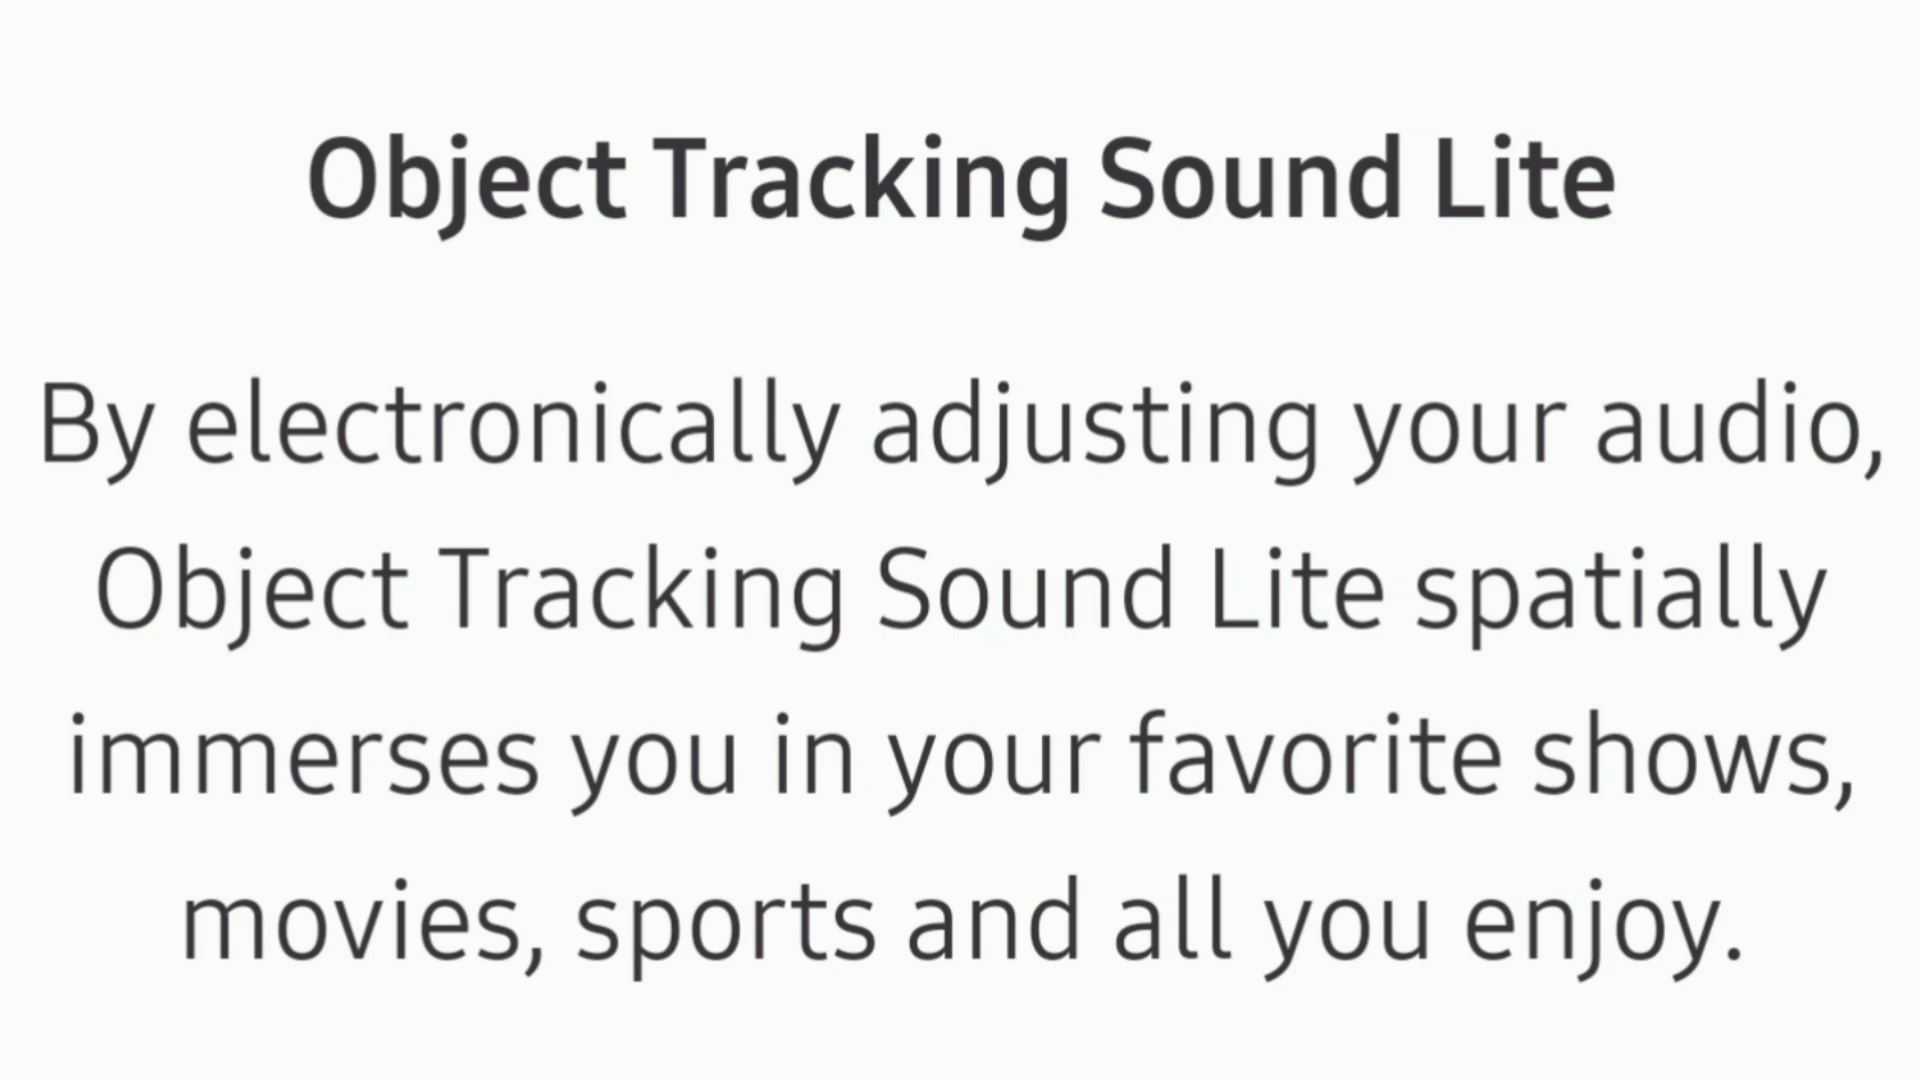 Object Tracking Sound Lite
By electronically adjusting your audio,
Object Tracking Sound Lite spatially
immerses you in your favorite shows,
movies, sports and all you enjoy.